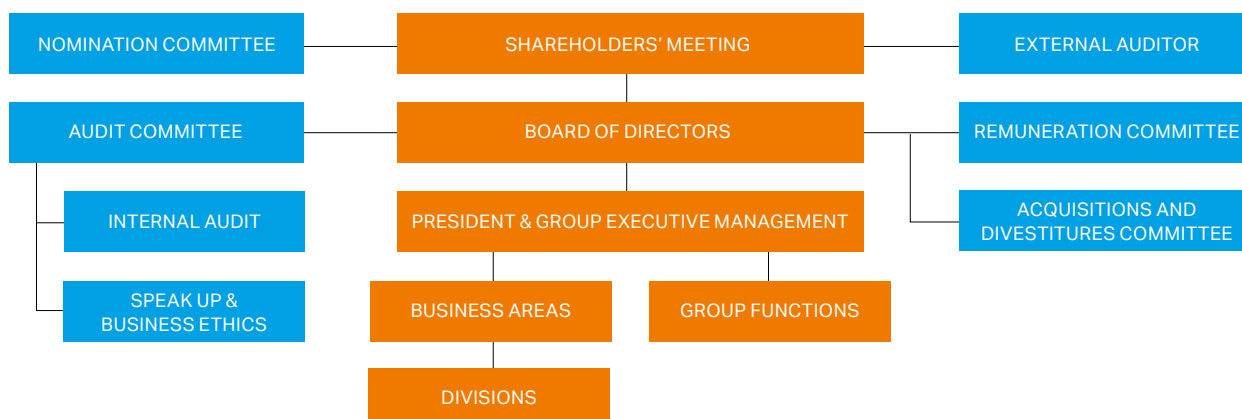 NOMINATION COMMITTEE
SHAREHOLDERS’ MEETING
EXTERNAL AUDITOR
AUDIT COMMITTEE
BOARD OF DIRECTORS
REMUNERATION COMMITTEE
INTERNAL AUDIT
PRESIDENT & GROUP EXECUTIVE MANAGEMENT
ACQUISITIONS AND
DIVESTITURES COMMITTEE
SPEAK UP &
BUSINESS ETHICS
BUSINESS AREAS
GROUP FUNCTIONS
DIVISIONS